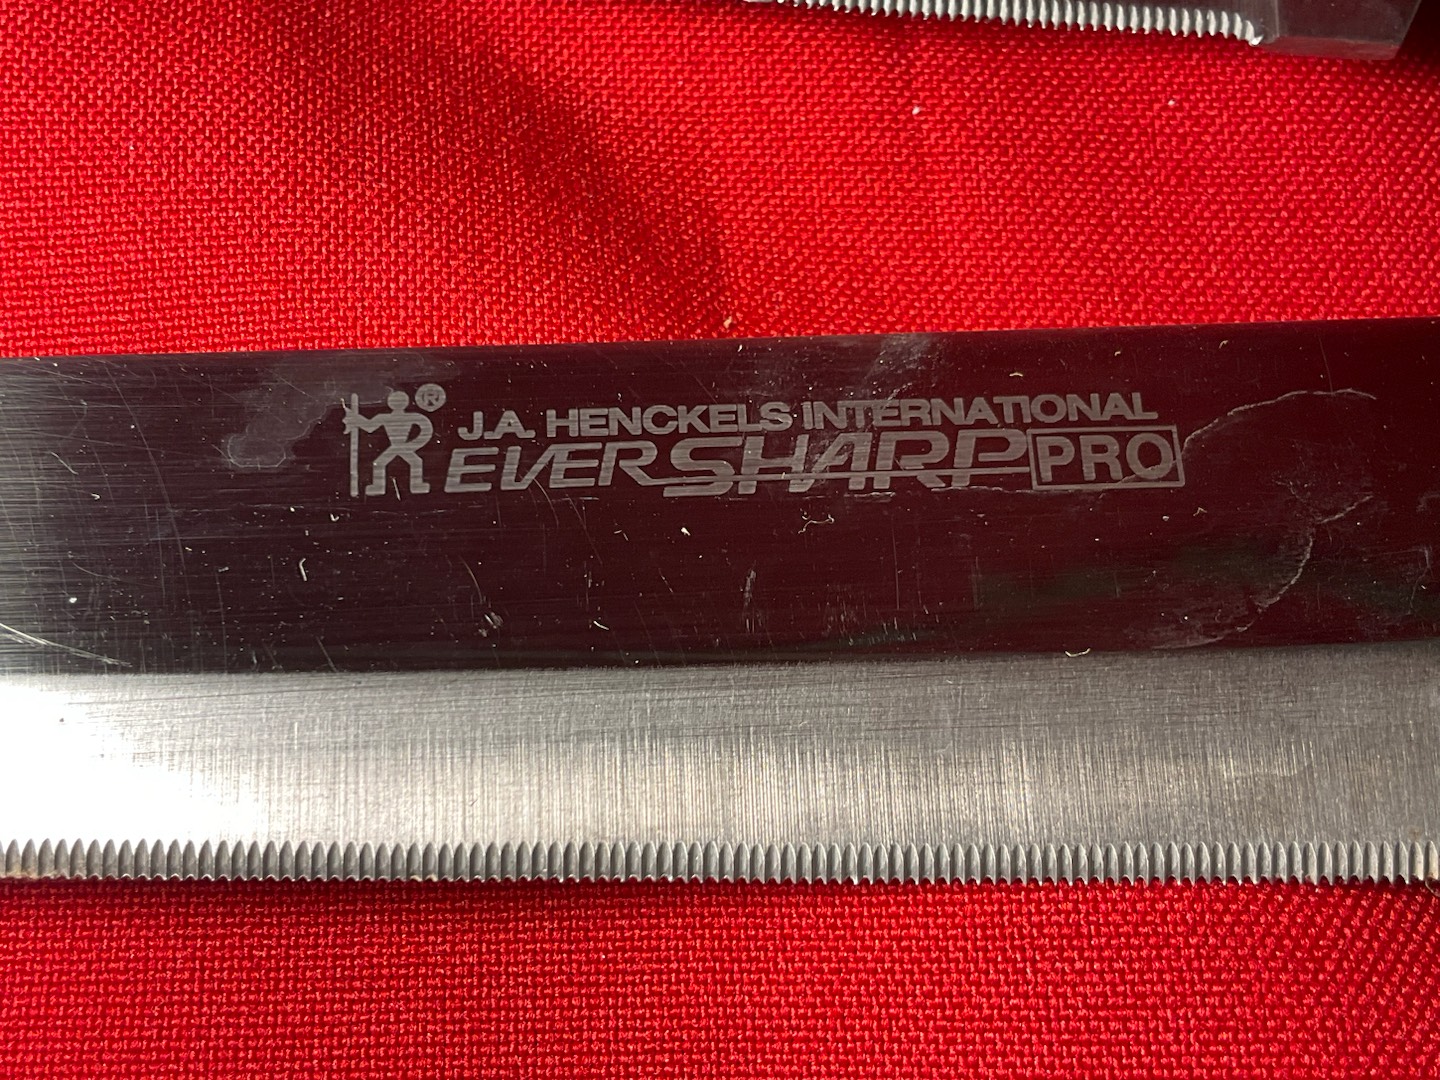 ®
J.A. HENCKELS INTERNATIONAL
EVERSHARP PRO